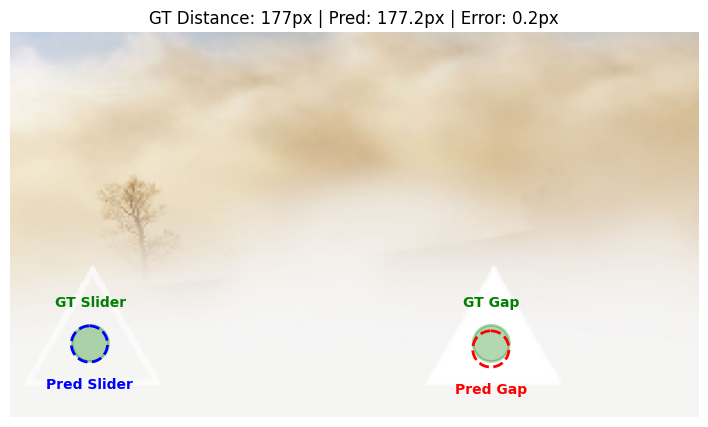 GT Distance: 177px | Pred: 177.2px | Error: 0.2px
GT Slider
GT Gap
Pred Slider
Pred Gap